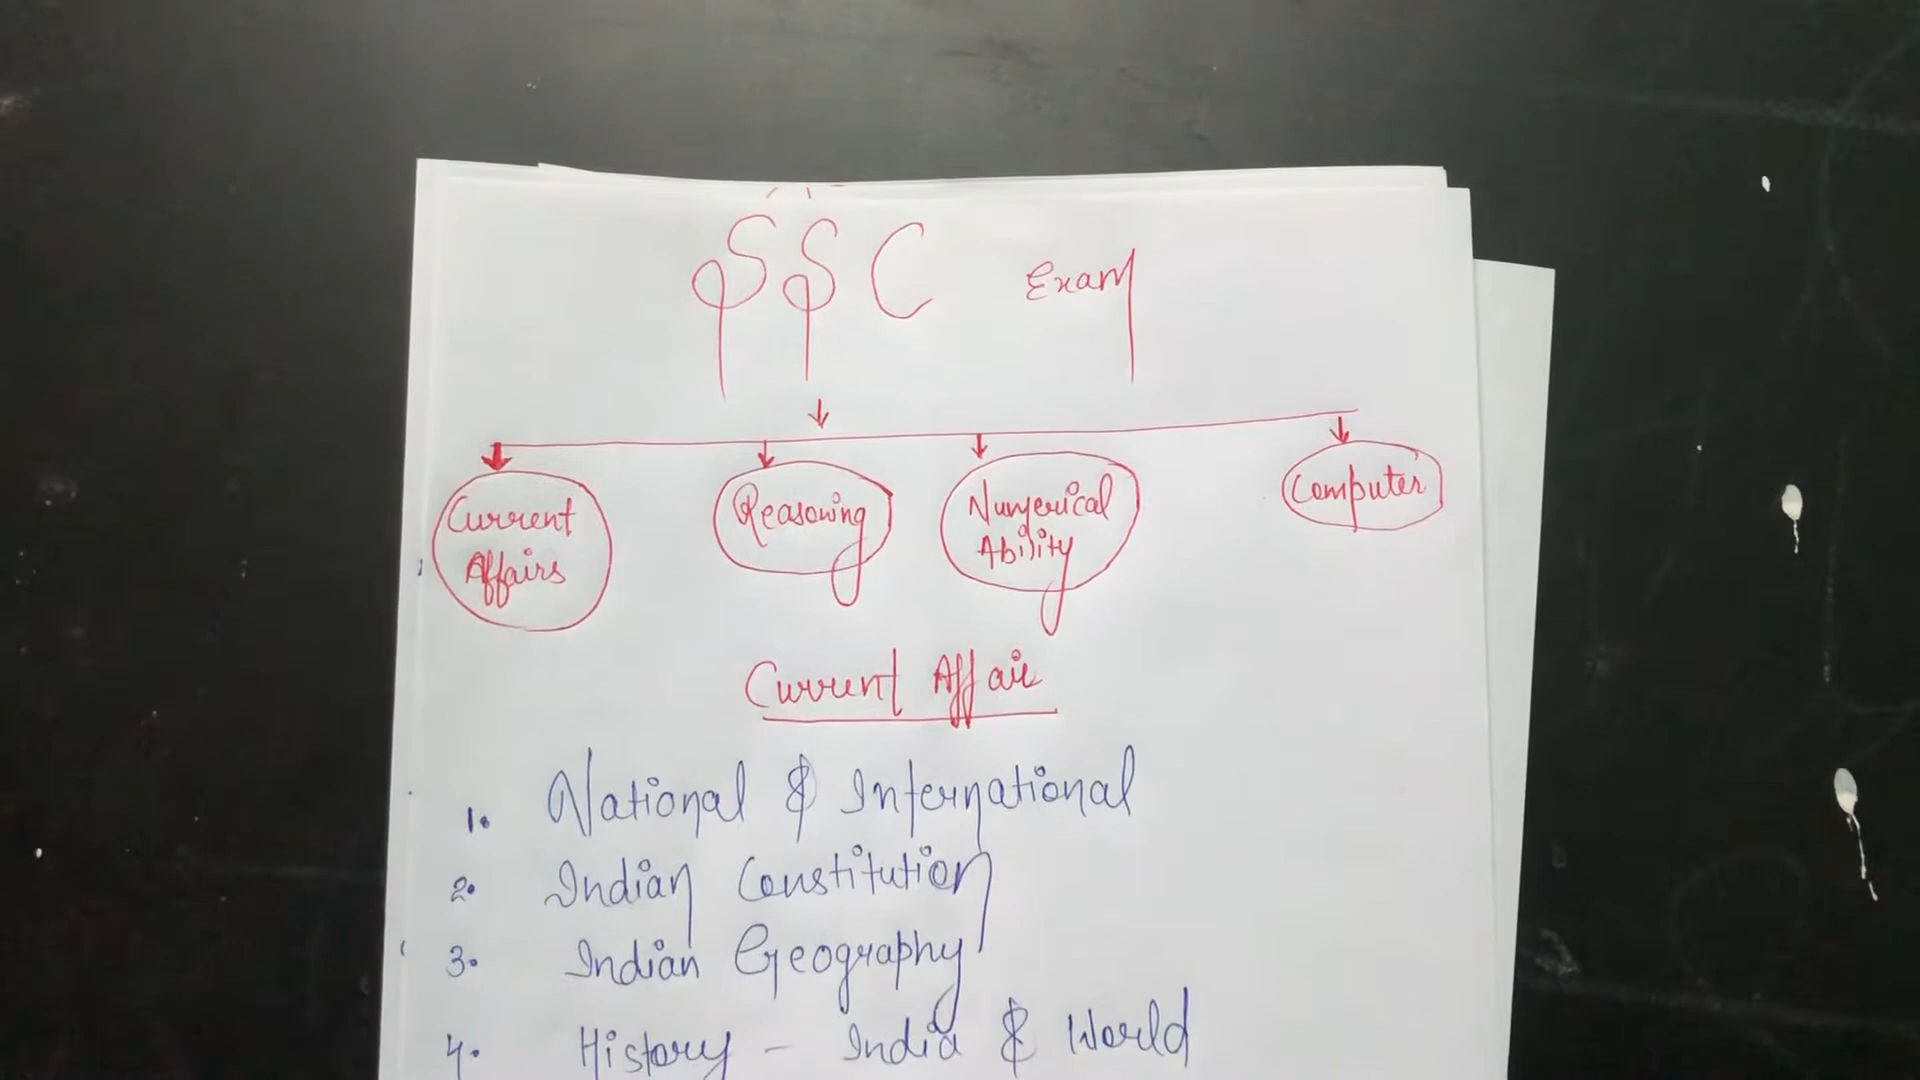 SSC Exam
Current Affairs
Reasoning
Numerical Ability
Computer
Current Affair
1. National & International
2. Indian Constitution
3. Indian Geography
4. History - India & World